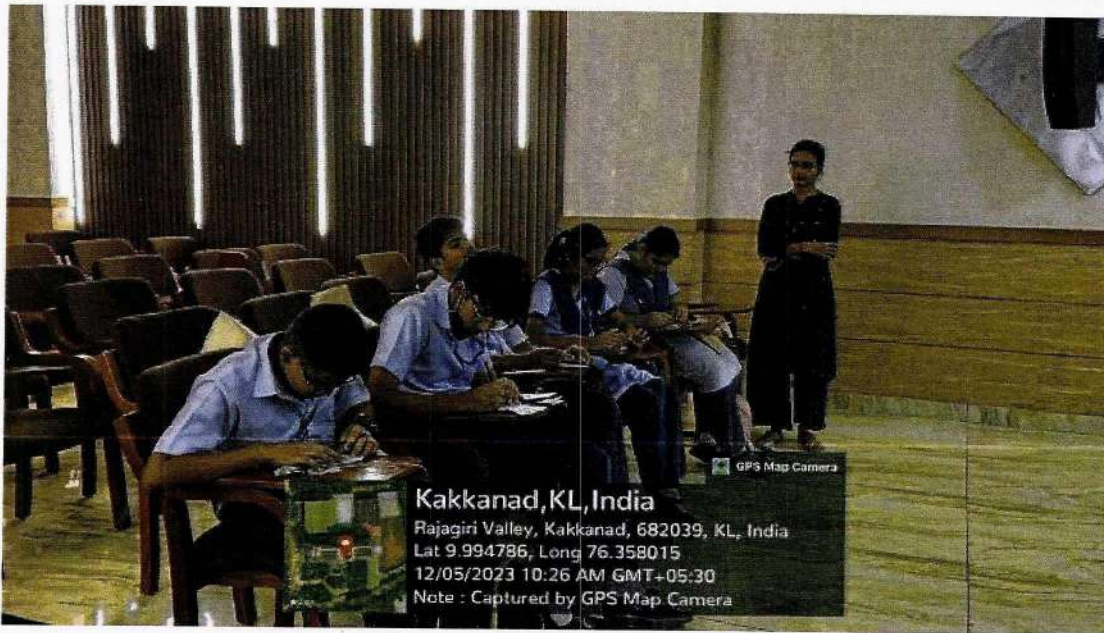 GPS Map Camera
Kakkanad,KL,India
Rajagiri Valley, Kakkanad, 682039, KL, India
Lat 9.994786, Long 76.358015
12/05/2023 10:26 AM GMT+05:30
Note : Captured by GPS Map Camera